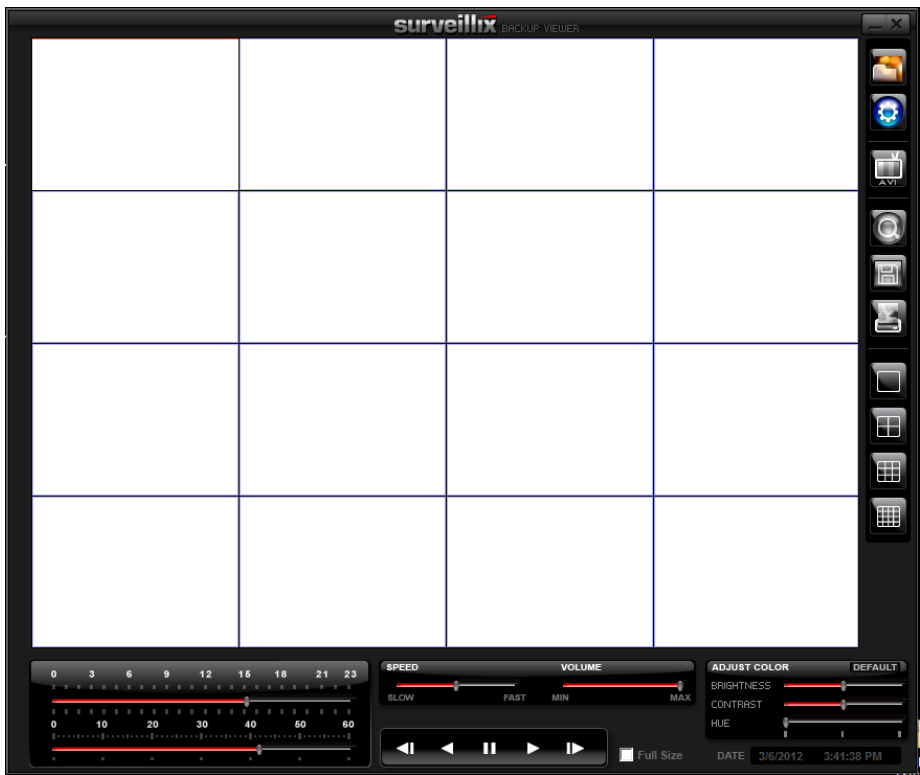 surveillix BACKUP VIEWER
AVI
0 3 6 9 12 15 18 21 23
0 10 20 30 40 50 60
SPEED VOLUME
SLOW FAST MIN MAX
Full Size
ADJUST COLOR DEFAULT
BRIGHTNESS
CONTRAST
HUE
DATE 3/6/2012 3:41:38 PM